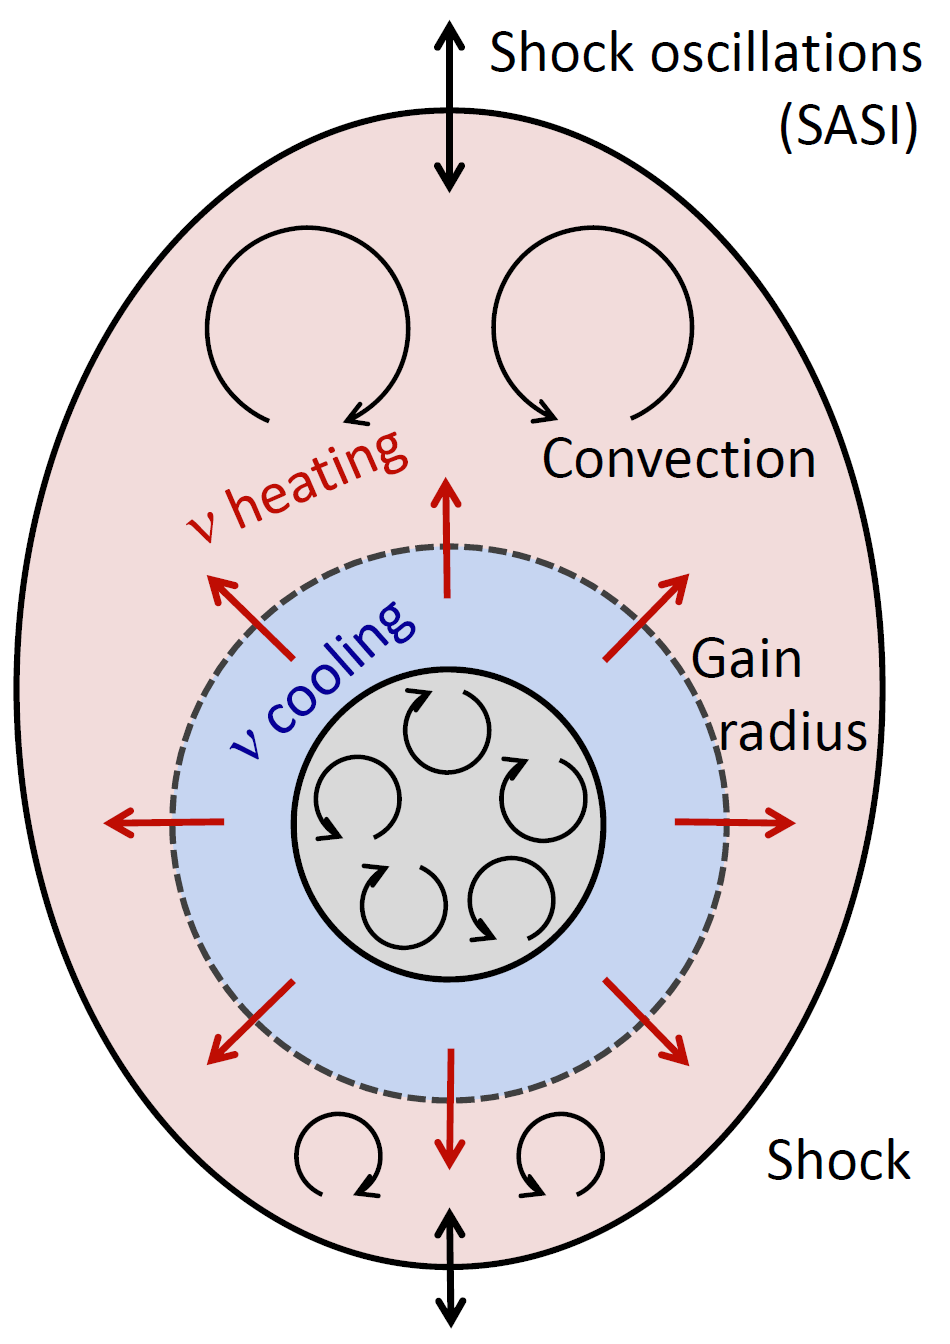 Shock oscillations
(SASI)
ν heating
Convection
ν cooling
Gain
radius
Shock